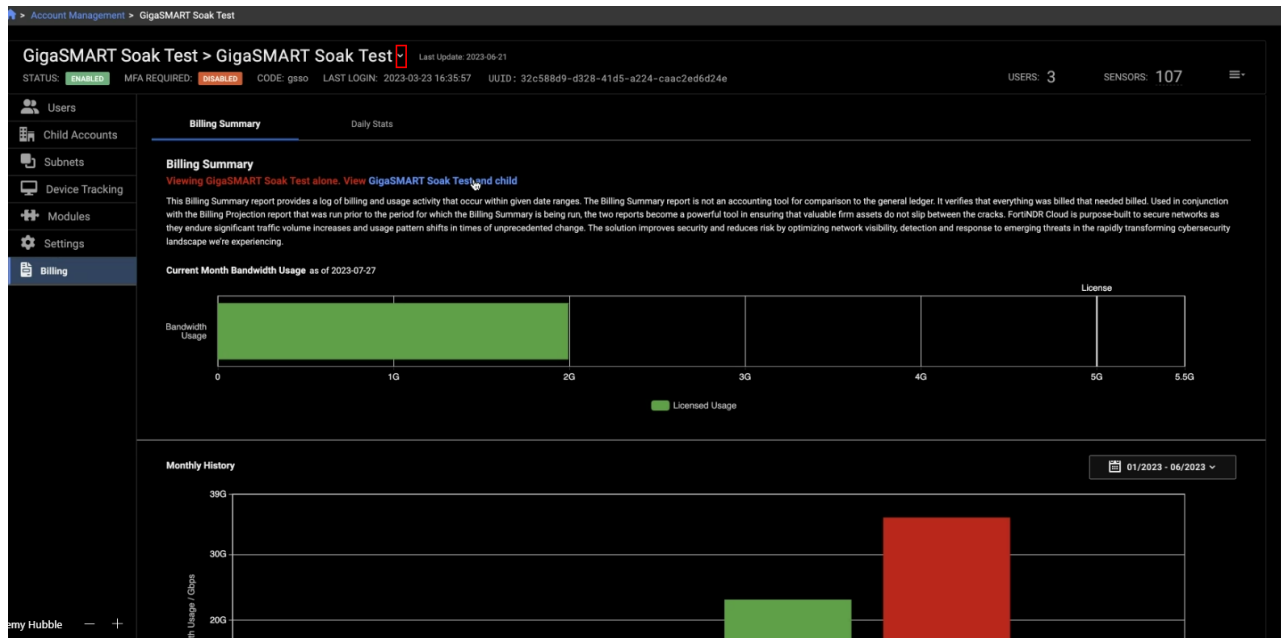 > Account Management > GigaSMART Soak Test
GigaSMART Soak Test > GigaSMART Soak Test Last Update: 2023-06-21
STATUS: ENABLED MFA REQUIRED: DISABLED CODE: gsso LAST LOGIN: 2023-03-23 16:35:57 UUID: 32c588d9-d328-41d5-a224-caac2ed6d24e USERS: 3 SENSORS: 107
Users
Child Accounts
Subnets
Device Tracking
Modules
Settings
Billing
Billing Summary Daily Stats
Billing Summary
Viewing GigaSMART Soak Test alone. View GigaSMART Soak Test and child
This Billing Summary report provides a log of billing and usage activity that occur within given date ranges. The Billing Summary report is not an accounting tool for comparison to the general ledger. It verifies that everything was billed that needed billed. Used in conjunction
with the Billing Projection report that was run prior to the period for which the Billing Summary is being run, the two reports become a powerful tool in ensuring that valuable firm assets do not slip between the cracks. FortiNDR Cloud is purpose-built to secure networks as
they endure significant traffic volume increases and usage pattern shifts in times of unprecedented change. The solution improves security and reduces risk by optimizing network visibility, detection and response to emerging threats in the rapidly transforming cybersecurity
landscape we're experiencing.
Current Month Bandwidth Usage as of 2023-07-27
License
Bandwidth
Usage
0 1G 2G 3G 4G 5G 5.5G
Licensed Usage
Monthly History 01/2023 - 06/2023
39G
30G
20G
th Usage / Gbps
emy Hubble — +